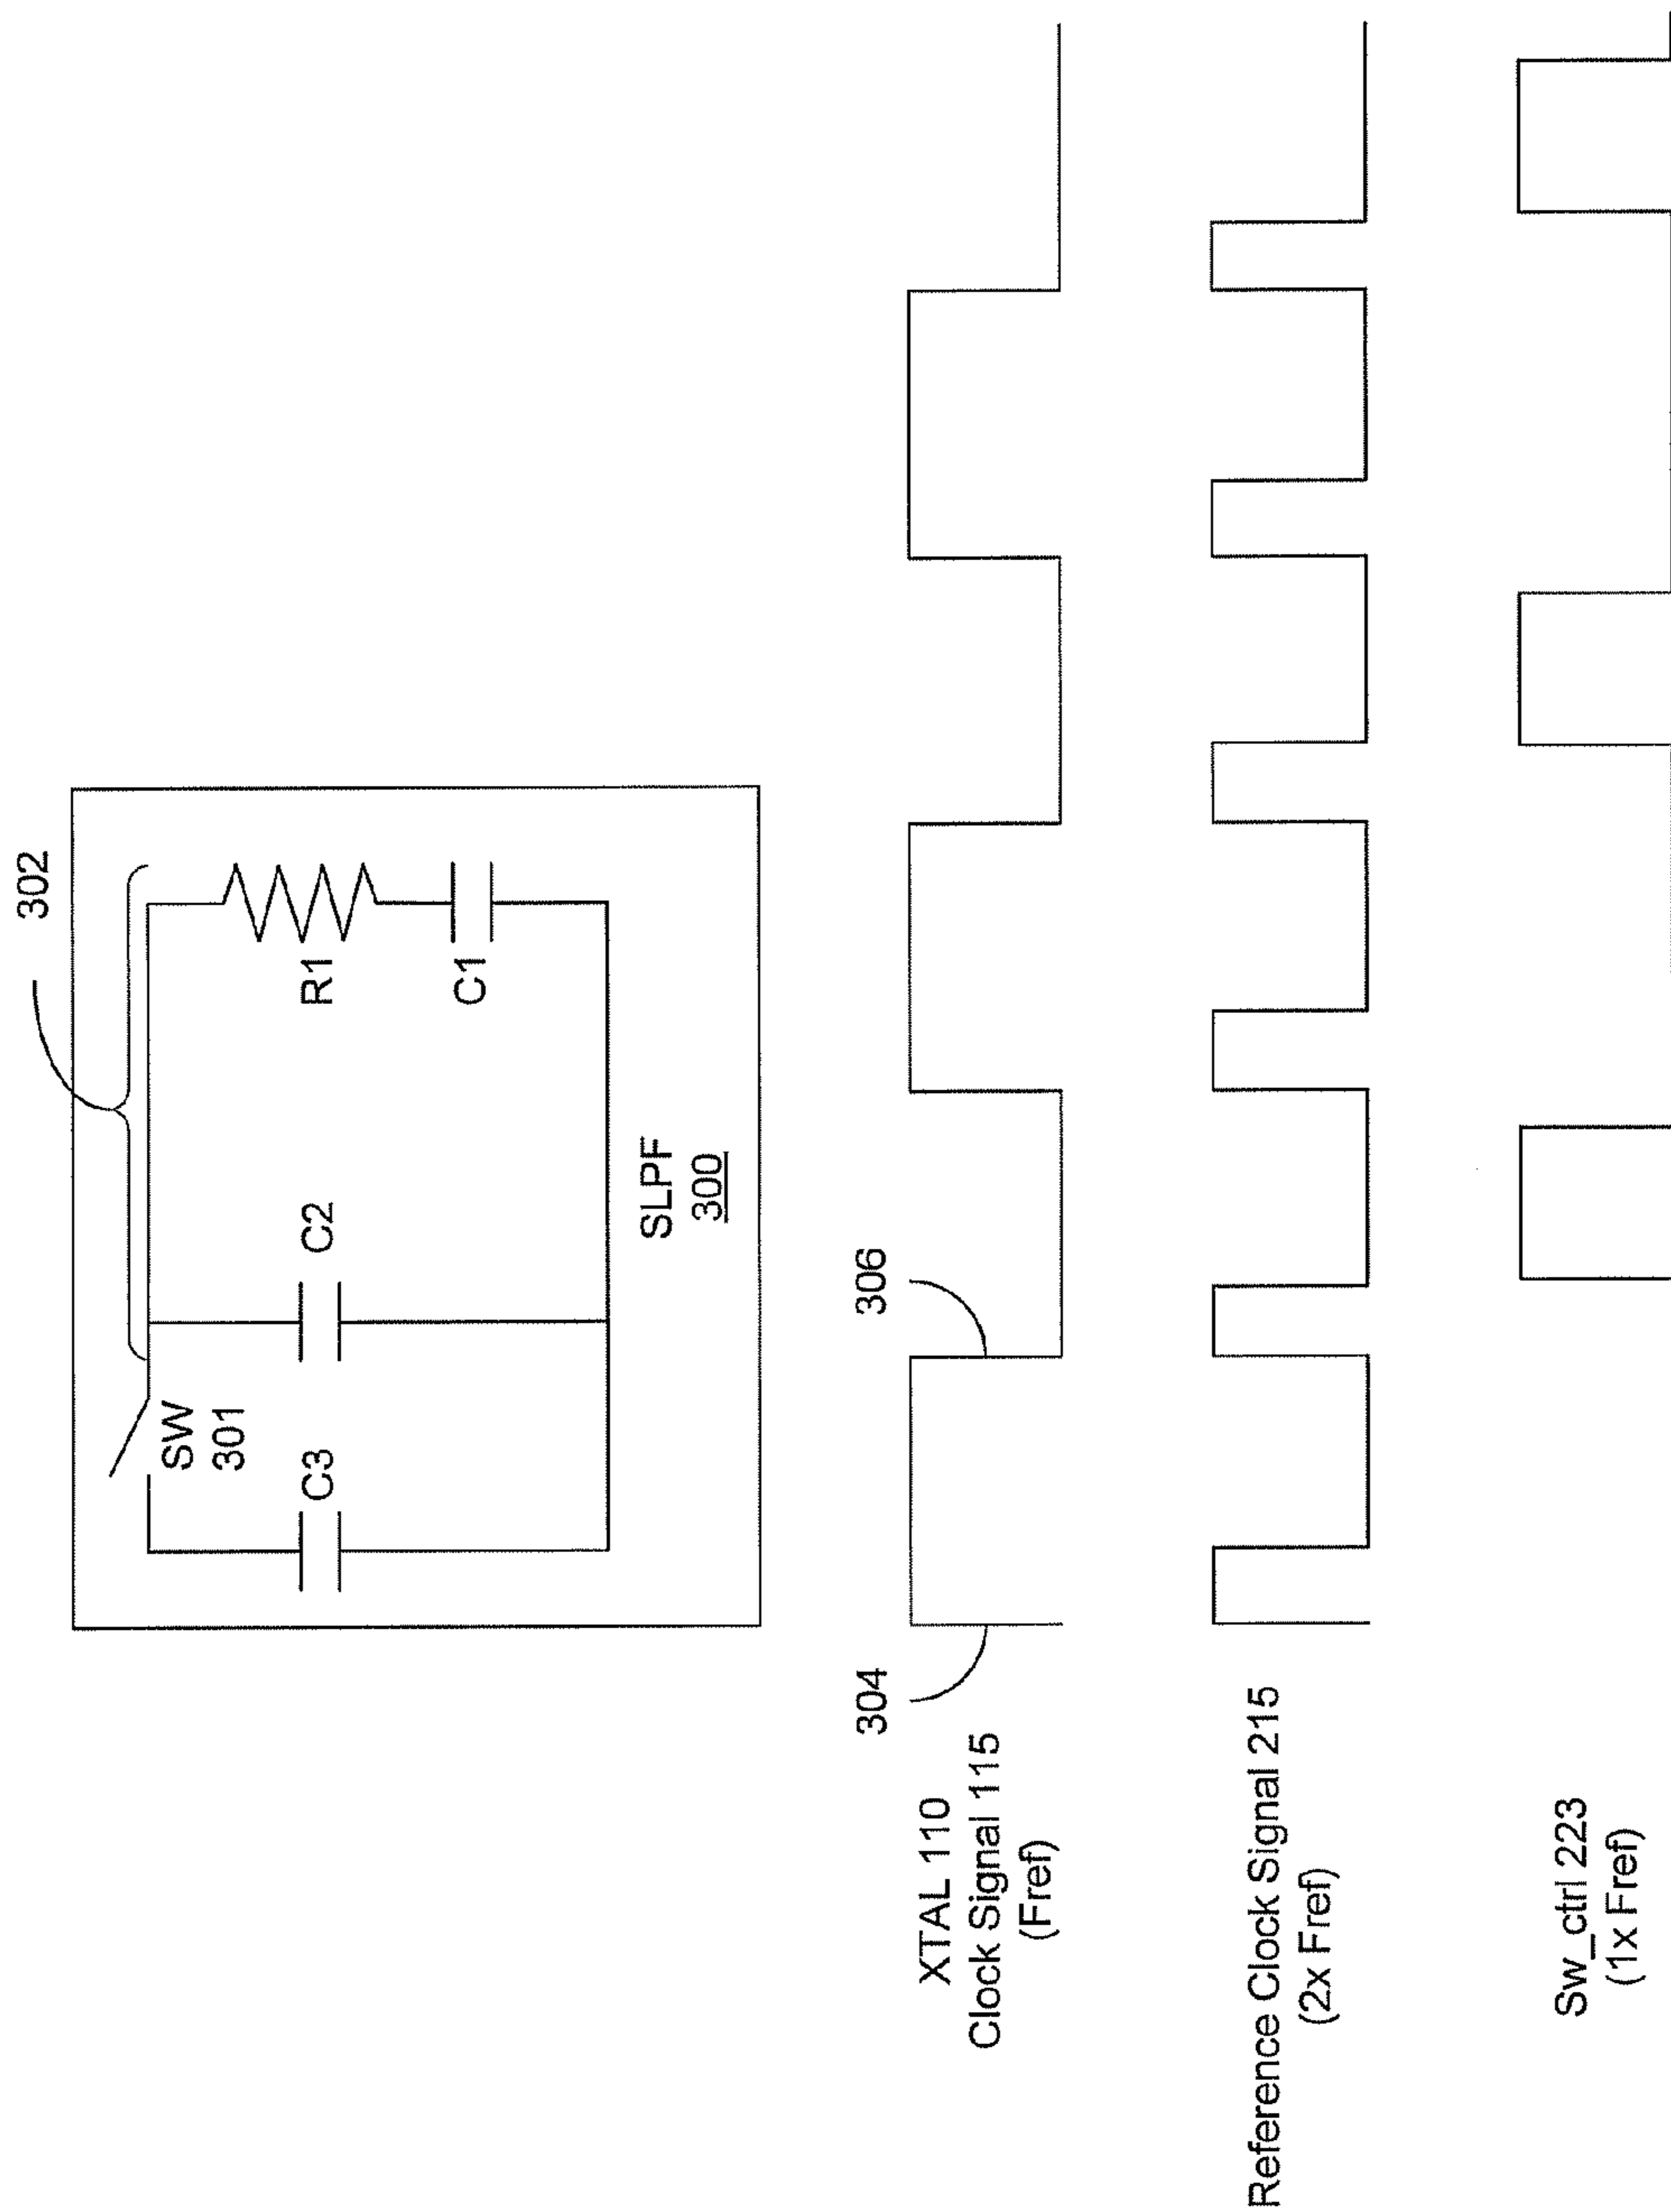 302
SW
301
C3
C2
R1
C1
SLPF
300
304
306
XTAL 110
Clock Signal 115
(Fref)
Reference Clock Signal 215
(2x Fref)
Sw_ctrl 223
(1x Fref)